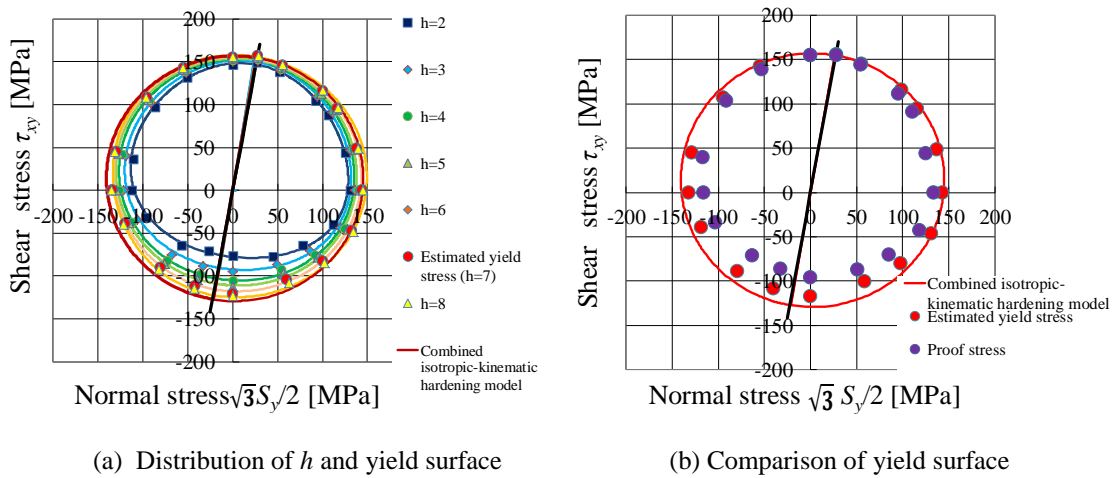 200
150
100
50
0
-50
-100
-150
-200
-200 -150 -100 -50 0 50 100 150
Shear stress τxy [MPa]
Normal stress√3Sy/2 [MPa]
h=2
h=3
h=4
h=5
h=6
Estimated yield
stress (h=7)
h=8
Combined
isotropic-kinematic
hardening model
(a) Distribution of h and yield surface
200
150
100
50
0
-50
-100
-150
-200
-200 -150 -100 -50 0 50 100 150 200
Shear stress τxy [MPa]
Normal stress √3 Sy/2 [MPa]
Combined isotropic-
kinematic hardening model
Estimated yield stress
Proof stress
(b) Comparison of yield surface